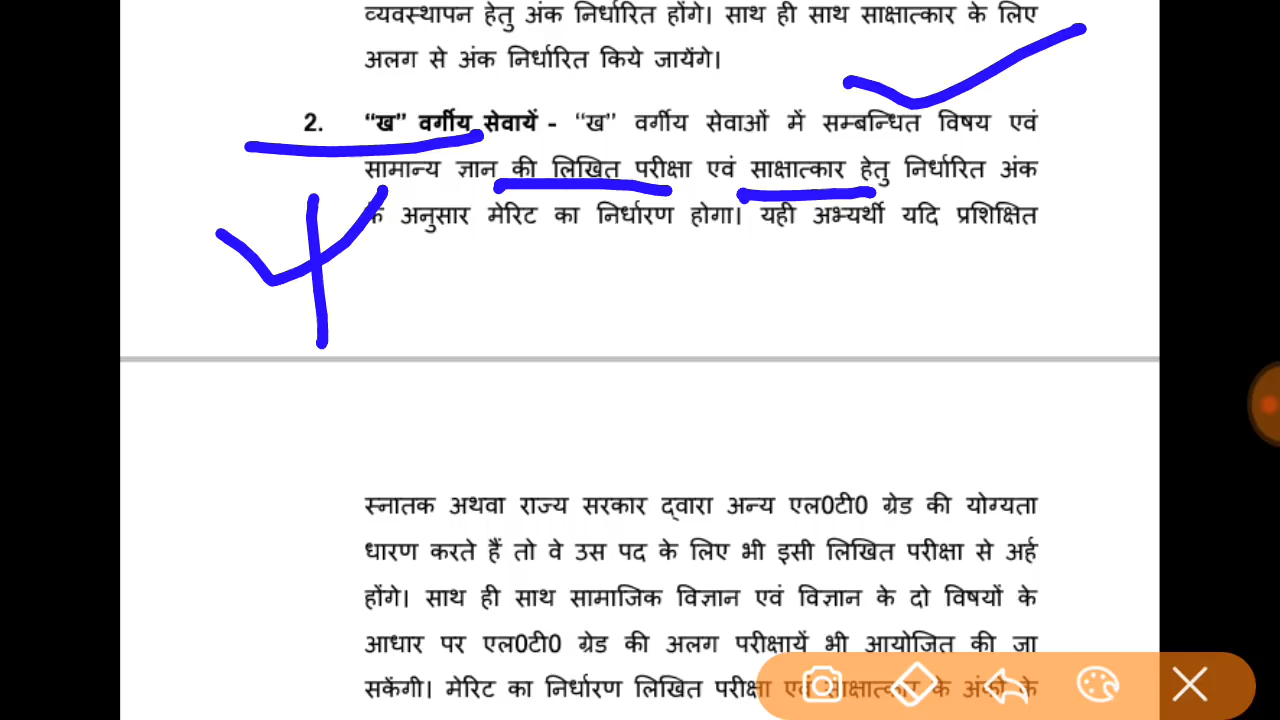 व्यवस्थापन हेतु अंक निर्धारित होंगे। साथ ही साथ साक्षात्कार के लिए
अलग से अंक निर्धारित किये जायेंगे।
2. “ख” वर्गीय सेवायें - “ख” वर्गीय सेवाओं में सम्बन्धित विषय एवं
सामान्य ज्ञान की लिखित परीक्षा एवं साक्षात्कार हेतु निर्धारित अंक
के अनुसार मेरिट का निर्धारण होगा। यही अभ्यर्थी यदि प्रशिक्षित
स्नातक अथवा राज्य सरकार द्वारा अन्य एल0टी0 ग्रेड की योग्यता
धारण करते हैं तो वे उस पद के लिए भी इसी लिखित परीक्षा से अर्ह
होंगे। साथ ही साथ सामाजिक विज्ञान एवं विज्ञान के दो विषयों के
आधार पर एल0टी0 ग्रेड की अलग परीक्षायें भी आयोजित की जा
सकेंगी। मेरिट का निर्धारण लिखित परीक्षा एवं साक्षात्कार के अंकों के